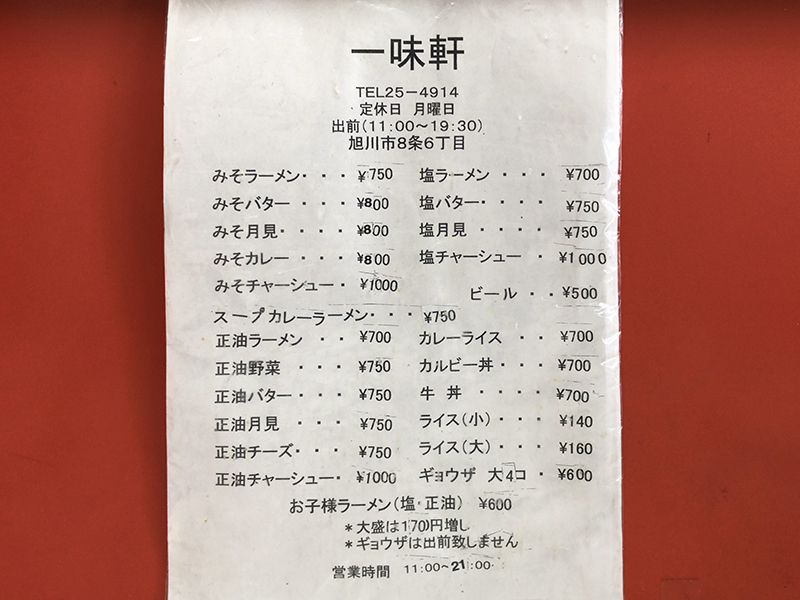 一味軒
TEL25-4914
定休日 月曜日
出前(11:00~19:30)
旭川市8条6丁目
みそラーメン・・・¥750 塩ラーメン・・・¥700
みそバター・・・¥800 塩バター・・・・¥750
みそ月見・・・・¥800 塩月見・・・・¥750
みそカレー・・・¥800 塩チャーシュー・¥1000
みそチャーシュー・¥1000 ビール・・¥500
スープカレーラーメン・・・¥750
正油ラーメン・・¥700 カレーライス・・¥700
正油野菜・・・¥750 カルビー丼・・・¥700
正油バター・・・¥750 牛丼・・・・¥700
正油月見・・・¥750 ライス(小)・・・¥140
正油チーズ・・・¥750 ライス(大)・・・¥160
正油チャーシュー・¥1000 ギョウザ 大4コ・¥600
お子様ラーメン(塩・正油) ¥600
*大盛は170円増し
*ギョウザは出前致しません
営業時間 11:00~21:00